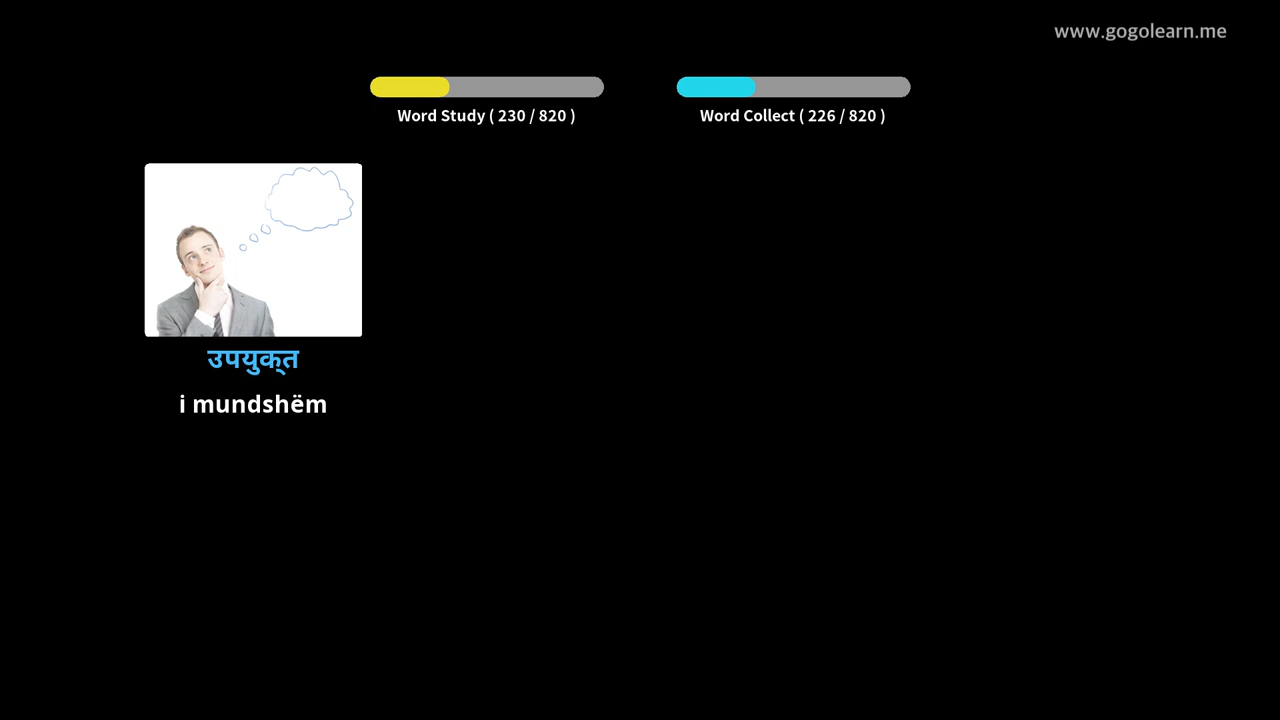 www.gogolearn.me
Word Study ( 230 / 820 )
Word Collect ( 226 / 820 )
उपयुक्त
i mundshëm